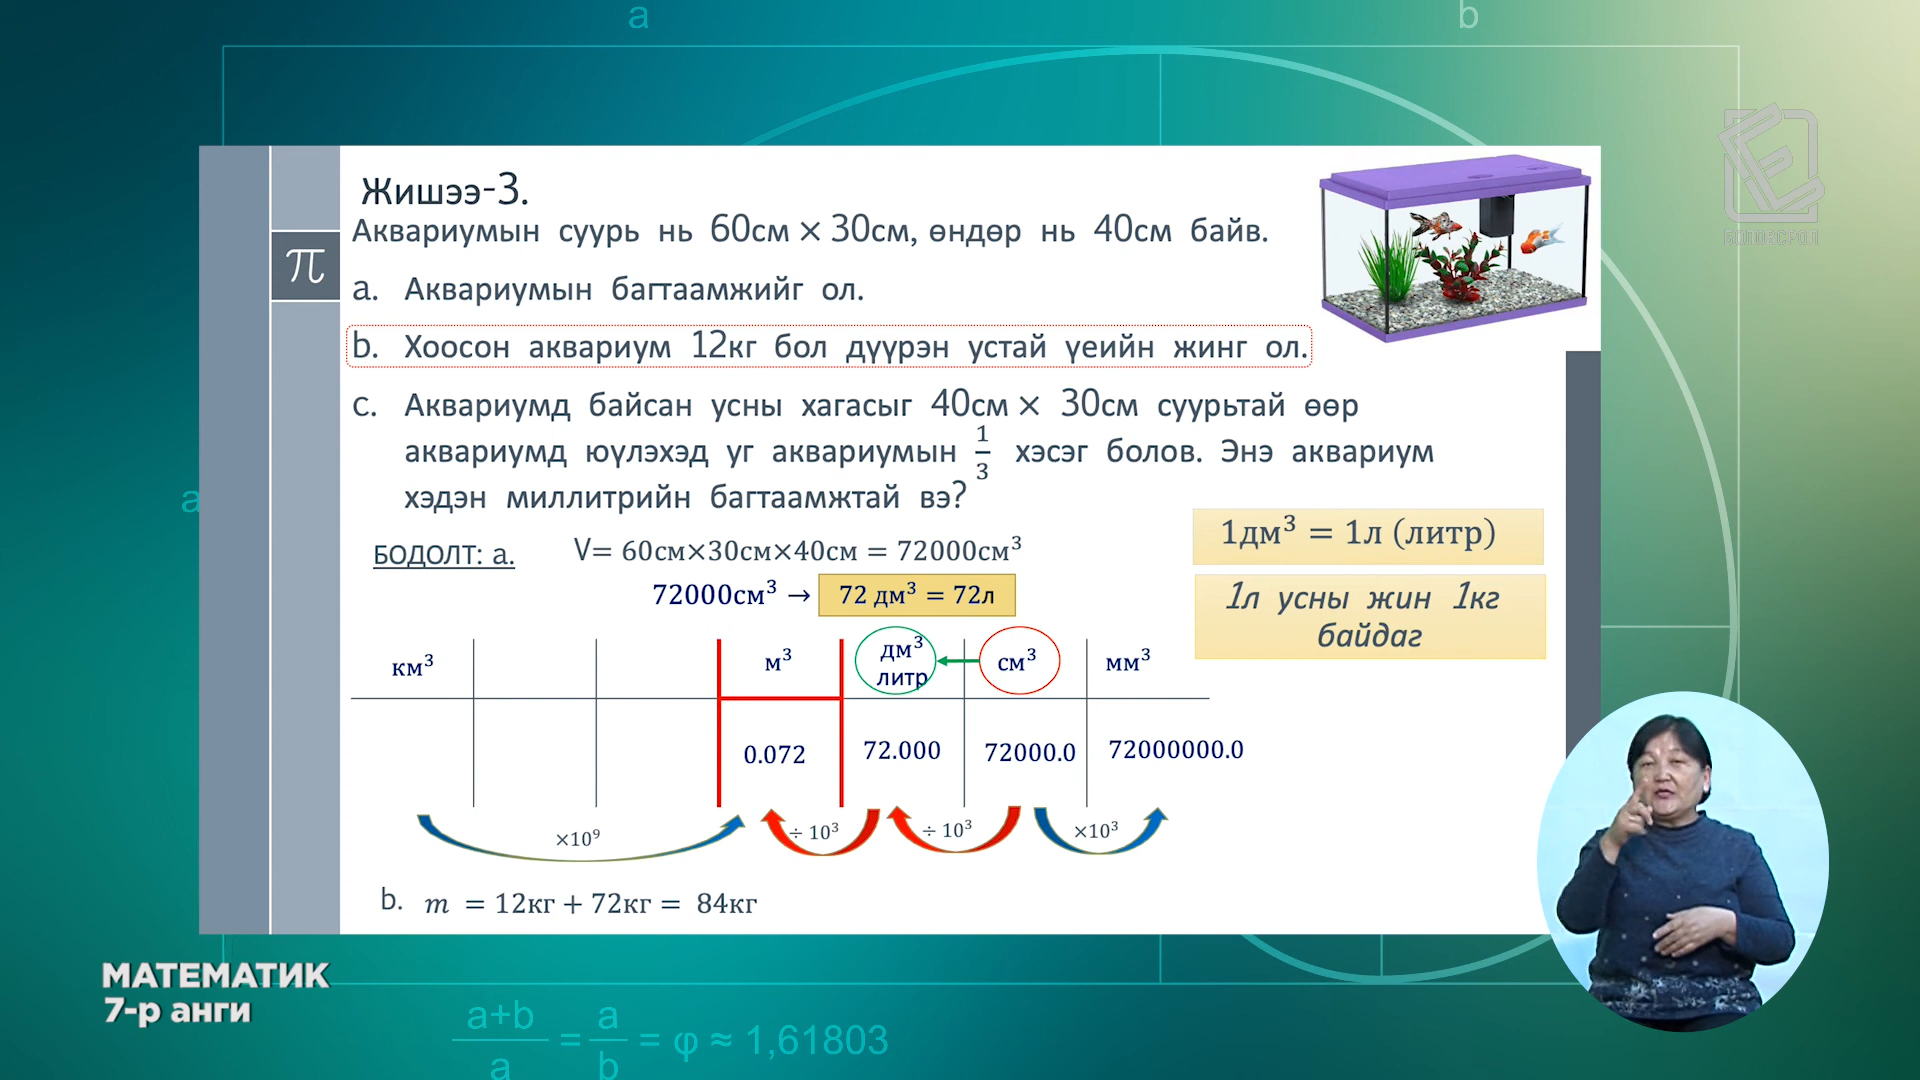 a
b
Жишээ-3.
Аквариумын суурь нь 60см × 30см, өндөр нь 40см байв.
a. Аквариумын багтаамжийг ол.
b. Хоосон аквариум 12кг бол дүүрэн устай үеийн жинг ол.
c. Аквариумд байсан усны хагасыг 40см × 30см суурьтай өөр
аквариумд юүлэхэд уг аквариумын 1/3 хэсэг болов. Энэ аквариум
хэдэн миллитрийн багтаамжтай вэ?
π
a
БОЛОВСРОЛ
БОДОЛТ: a. V= 60см×30см×40см = 72000см³
72000см³ → 72 дм³ = 72л
1дм³ = 1л (литр)
1л усны жин 1кг
байдаг
км³ м³ дм³ литр см³ мм³
0.072 72.000 72000.0 72000000.0
×10⁹ ÷ 10³ ÷ 10³ ×10³
b. m = 12кг + 72кг = 84кг
МАТЕМАТИК
7-р анги
a+b/a = a/b = φ ≈ 1,61803